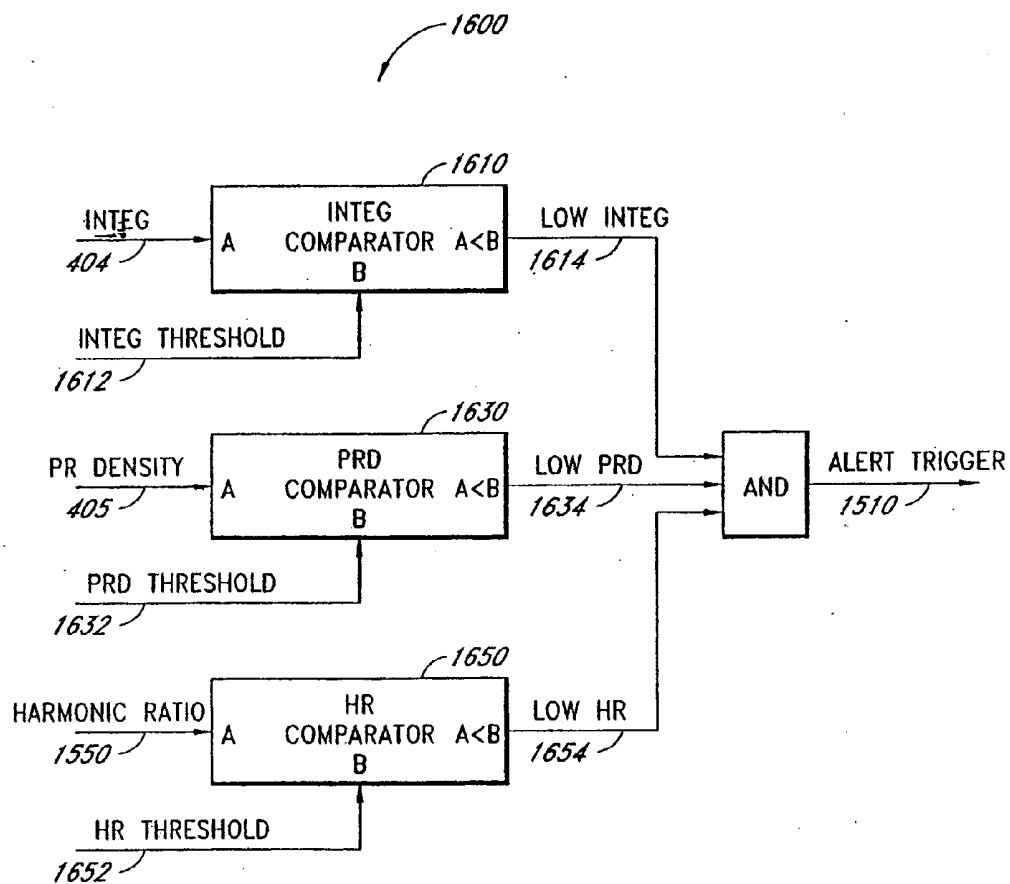 1600
1610
INTEG
404
A
INTEG
COMPARATOR
B
A<B
LOW INTEG
1614
INTEG THRESHOLD
1612
1630
PR DENSITY
405
A
PRD
COMPARATOR
B
A<B
LOW PRD
1634
AND
ALERT TRIGGER
1510
PRD THRESHOLD
1632
1650
HARMONIC RATIO
1550
A
HR
COMPARATOR
B
A<B
LOW HR
1654
HR THRESHOLD
1652